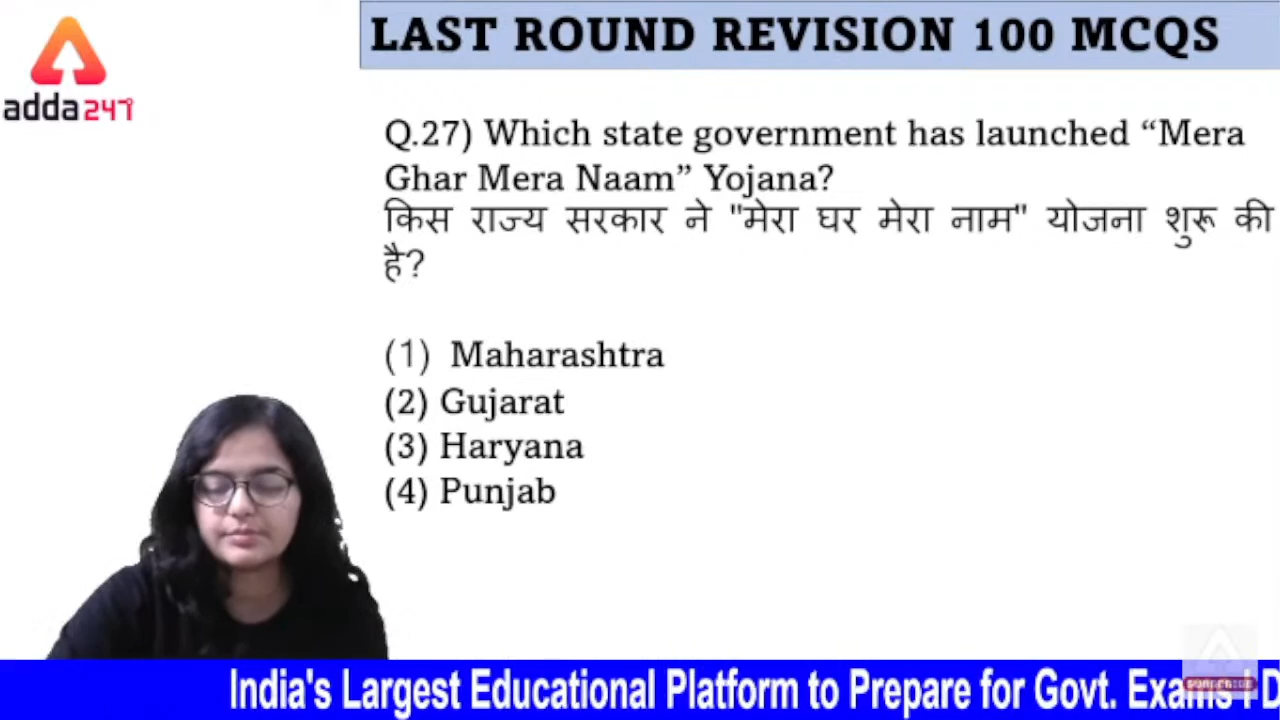 LAST ROUND REVISION 100 MCQS
adda247
Q.27) Which state government has launched “Mera
Ghar Mera Naam” Yojana?
किस राज्य सरकार ने "मेरा घर मेरा नाम" योजना शुरू की
है?
(1) Maharashtra
(2) Gujarat
(3) Haryana
(4) Punjab
SUBSCRIBE
India's Largest Educational Platform to Prepare for Govt. Exams I D